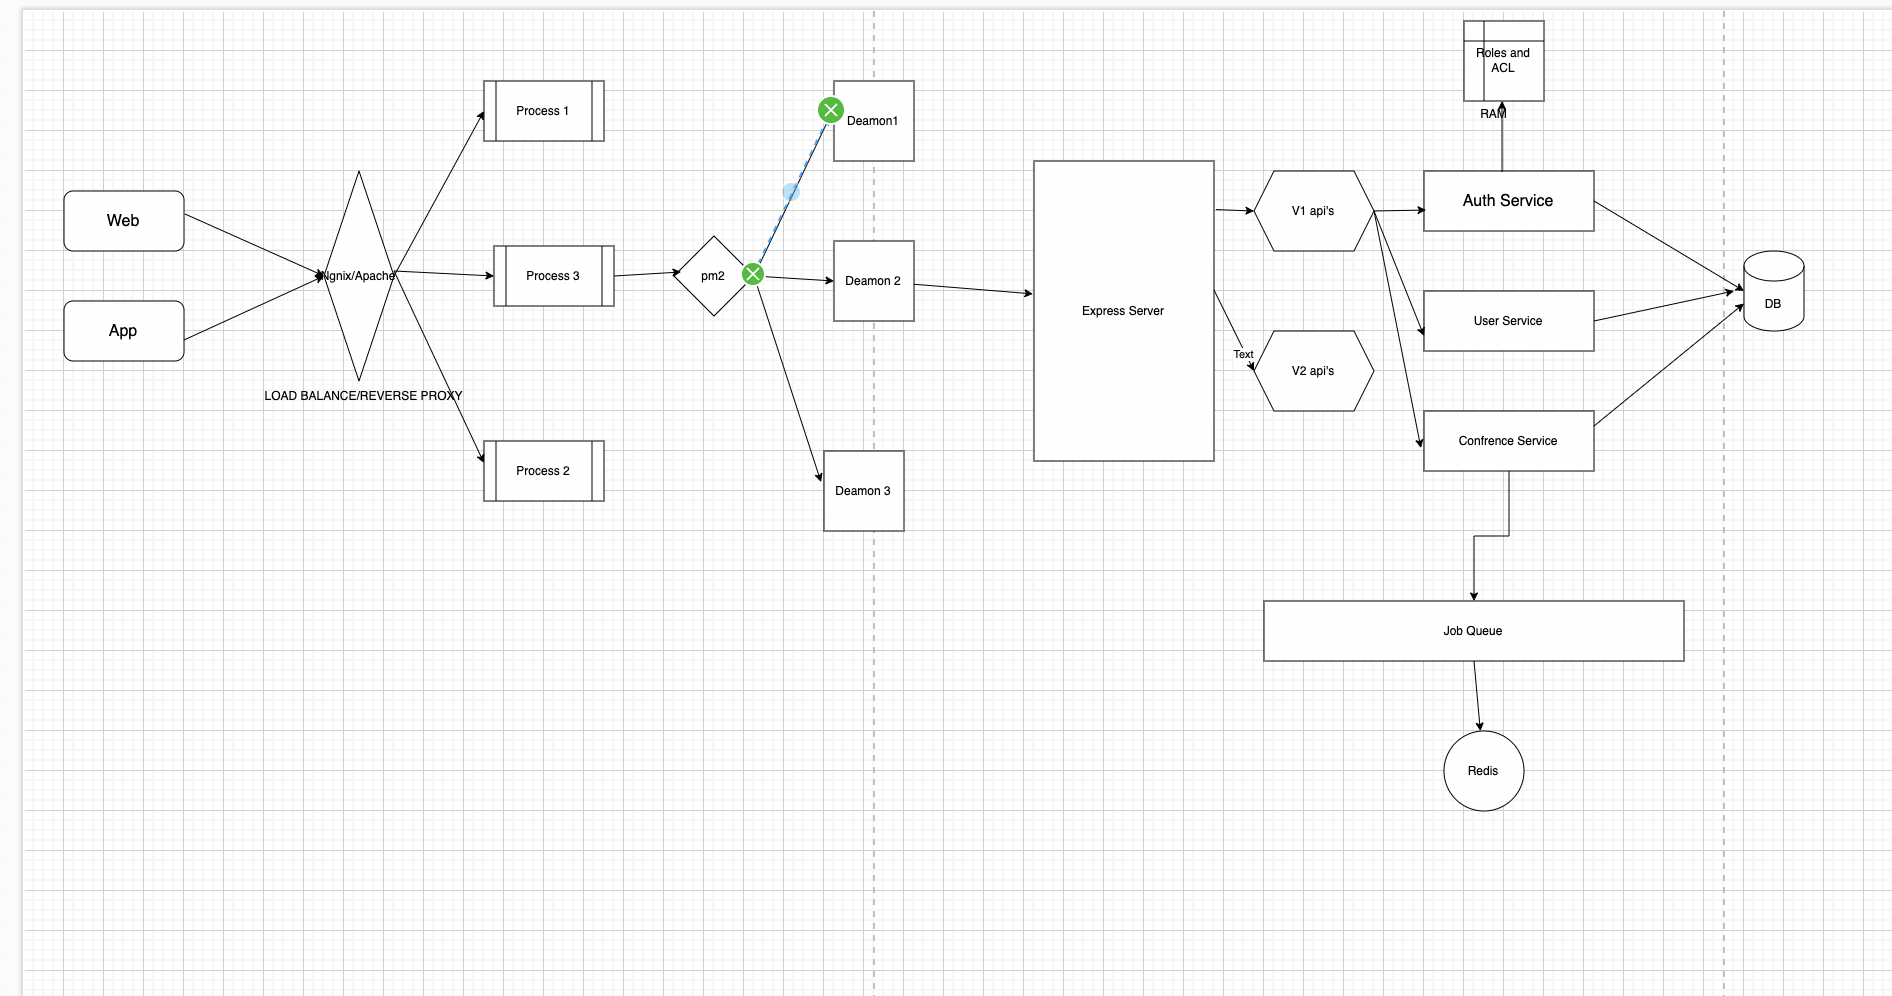 Web
App
Ngnix/Apache
LOAD BALANCE/REVERSE PROXY
Process 1
Process 3
Process 2
pm2
Deamon1
Deamon 2
Deamon 3
Express Server
V1 api's
Text
V2 api's
Roles and
ACL
RAM
Auth Service
User Service
Confrence Service
DB
Job Queue
Redis